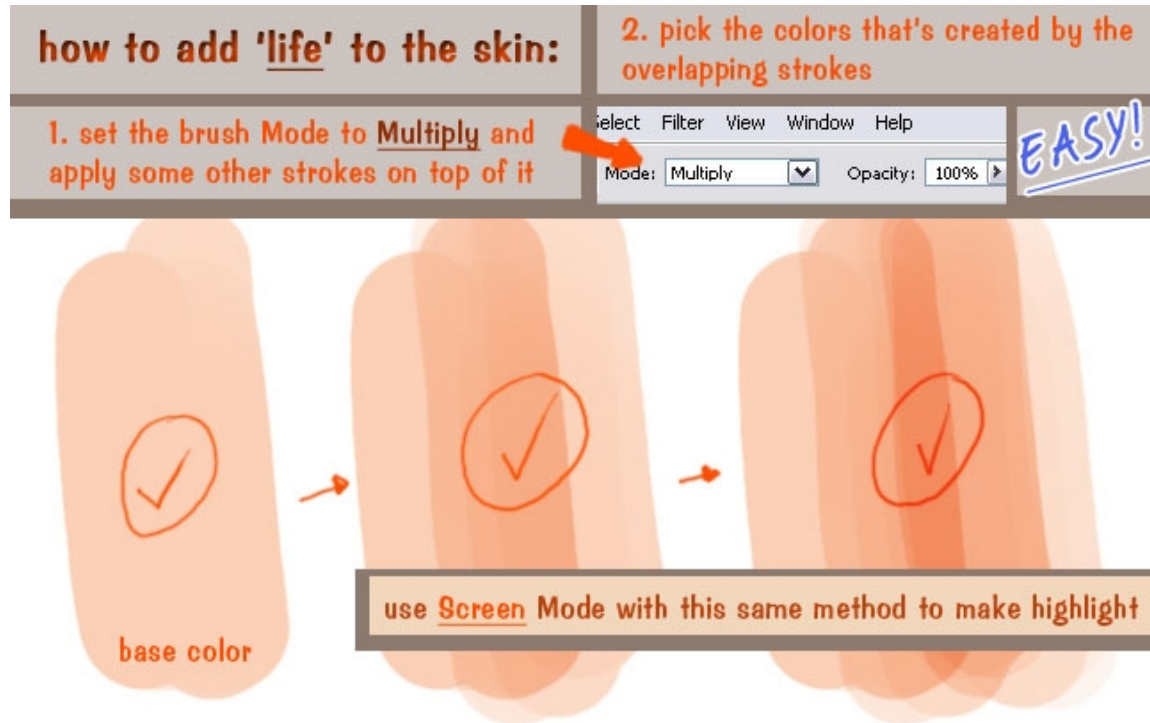 how to add 'life' to the skin:
1. set the brush Mode to Multiply and
apply some other strokes on top of it
2. pick the colors that's created by the
overlapping strokes
Select Filter View Window Help
Mode: Multiply Opacity: 100%
EASY!
base color
use Screen Mode with this same method to make highlight